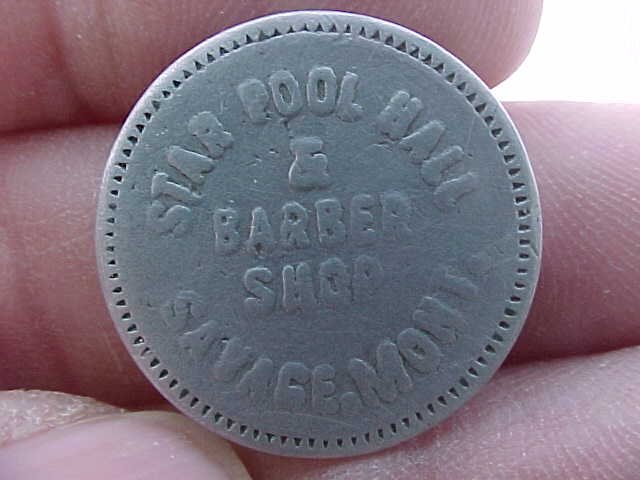 STAR POOL HALL
&
BARBER
SHOP
SAVAGE, MONT.